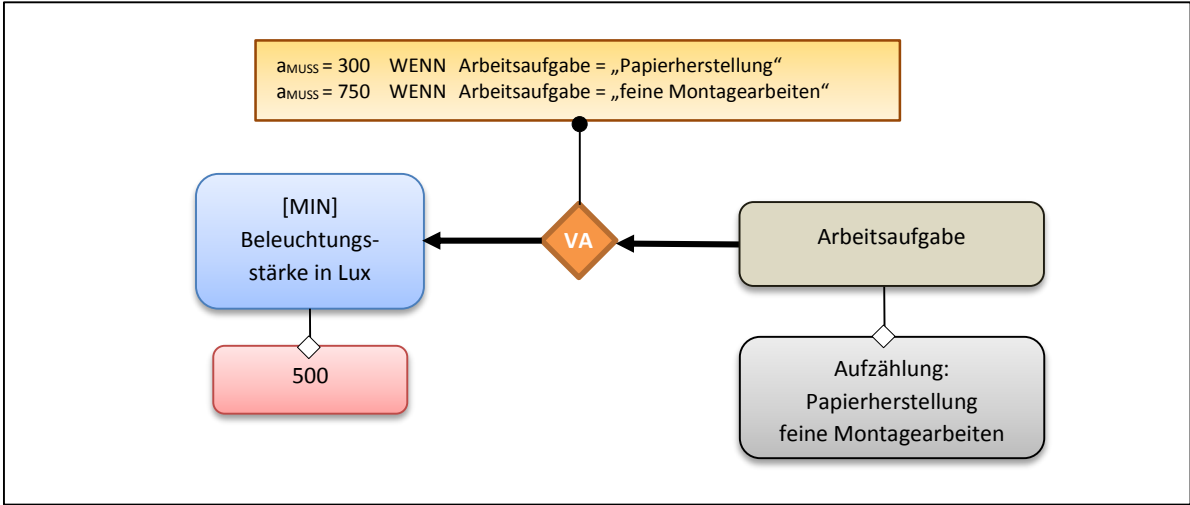 aMUSS = 300 WENN Arbeitsaufgabe = „Papierherstellung“
aMUSS = 750 WENN Arbeitsaufgabe = „feine Montagearbeiten“
[MIN]
Beleuchtungs-
stärke in Lux
VA
Arbeitsaufgabe
500
Aufzählung:
Papierherstellung
feine Montagearbeiten